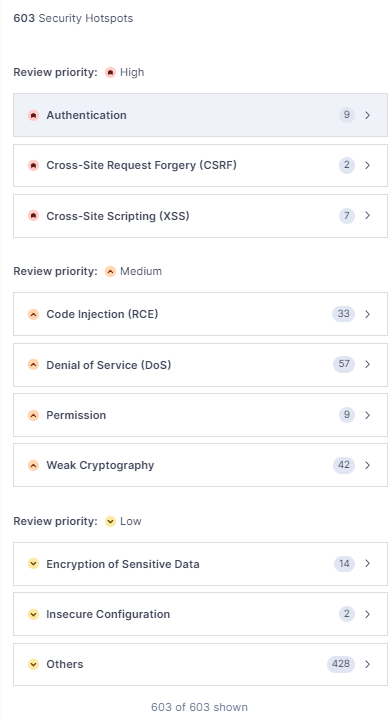 603 Security Hotspots
Review priority: High
Authentication 9
Cross-Site Request Forgery (CSRF) 2
Cross-Site Scripting (XSS) 7
Review priority: Medium
Code Injection (RCE) 33
Denial of Service (DoS) 57
Permission 9
Weak Cryptography 42
Review priority: Low
Encryption of Sensitive Data 14
Insecure Configuration 2
Others 428
603 of 603 shown